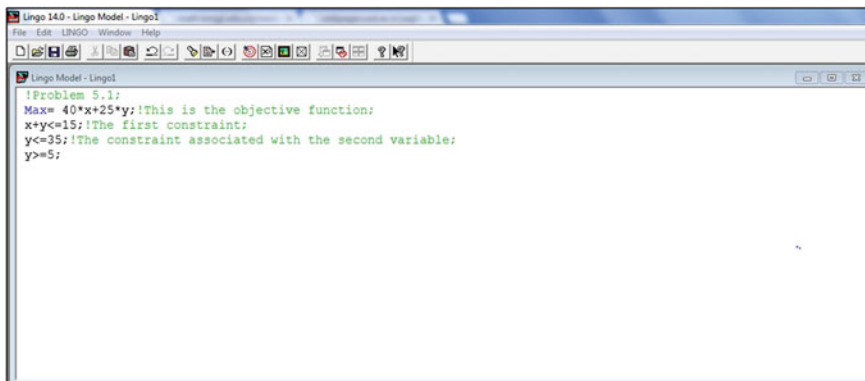 Lingo 14.0 - Lingo Model - Lingo1
File Edit LINGO Window Help
Lingo Model - Lingo1
!Problem 5.1;
Max= 40*x+25*y;!This is the objective function;
x+y<=15;!The first constraint;
y<=35;!The constraint associated with the second variable;
y>=5;